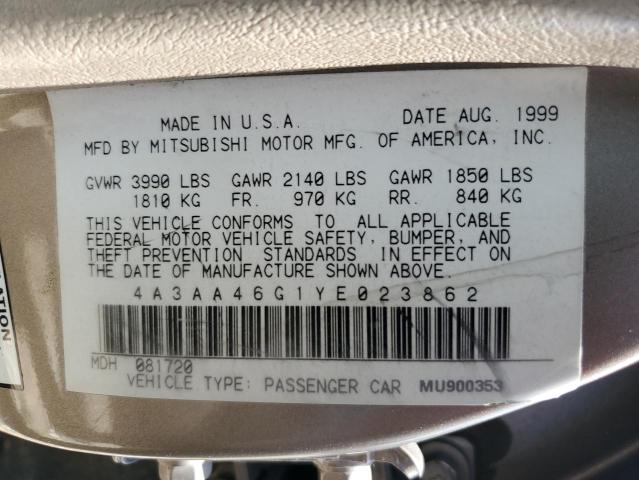 MADE IN U.S.A. DATE AUG. 1999
MFD BY MITSUBISHI MOTOR MFG. OF AMERICA, INC.
GVWR 3990 LBS GAWR 2140 LBS GAWR 1850 LBS
1810 KG FR. 970 KG RR. 840 KG
THIS VEHICLE CONFORMS TO ALL APPLICABLE
FEDERAL MOTOR VEHICLE SAFETY, BUMPER, AND
THEFT PREVENTION STANDARDS IN EFFECT ON
THE DATE OF MANUFACTURE SHOWN ABOVE.
4A3AA46G1YE023862
MDH 081720
VEHICLE TYPE: PASSENGER CAR MU900353